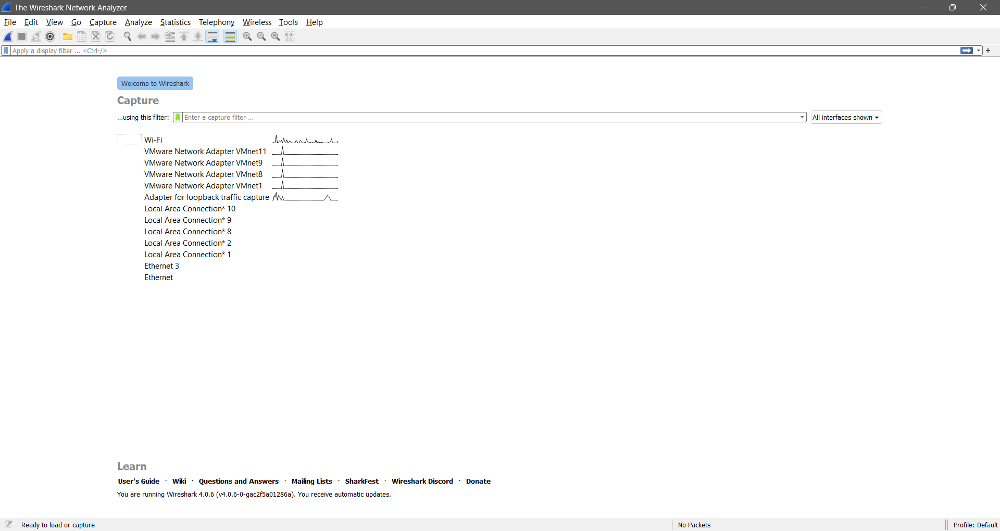 The Wireshark Network Analyzer
File Edit View Go Capture Analyze Statistics Telephony Wireless Tools Help
Apply a display filter ... <Ctrl-/>
Welcome to Wireshark
Capture
...using this filter: Enter a capture filter ... All interfaces shown
Wi-Fi
VMware Network Adapter VMnet11
VMware Network Adapter VMnet9
VMware Network Adapter VMnet8
VMware Network Adapter VMnet1
Adapter for loopback traffic capture
Local Area Connection* 10
Local Area Connection* 9
Local Area Connection* 8
Local Area Connection* 2
Local Area Connection* 1
Ethernet 3
Ethernet
Learn
User's Guide · Wiki · Questions and Answers · Mailing Lists · SharkFest · Wireshark Discord · Donate
You are running Wireshark 4.0.6 (v4.0.6-0-gac2f5a01286a). You receive automatic updates.
Ready to load or capture No Packets Profile: Default